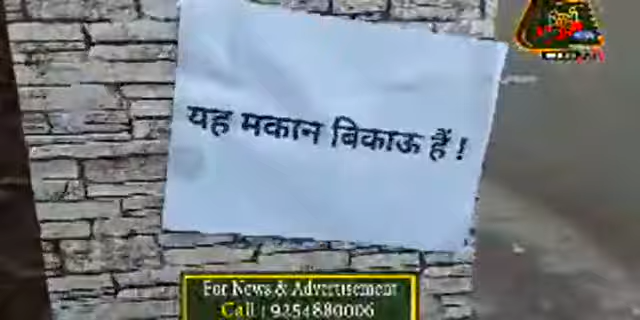 यह मकान बिकाऊ हैं !
For News & Advertisement
Call : 9254880006